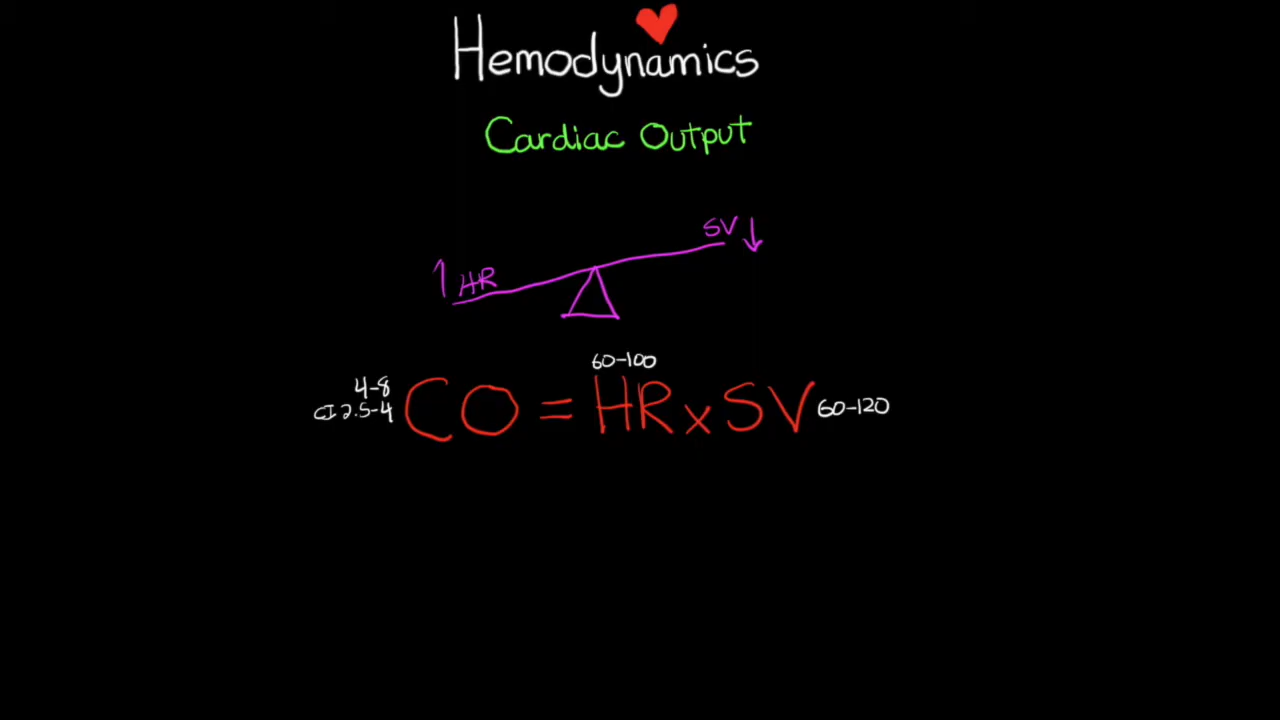 Hemodynamics
Cardiac Output
SV ↓
↑ HR
60-100
4-8
CI 2.5-4
CO = HR x SV 60-120